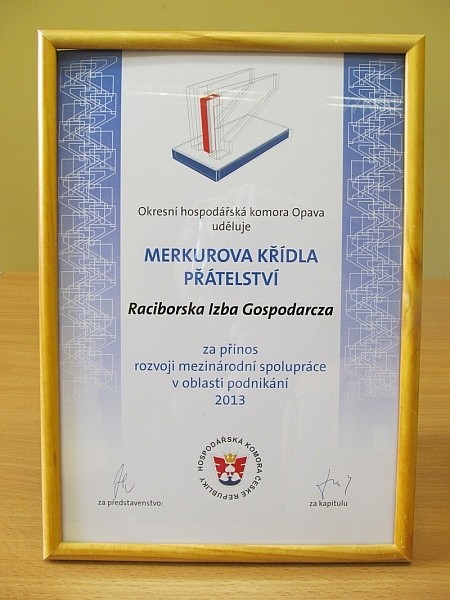 Okresní hospodářská komora Opava
uděluje
MERKUROVA KŘÍDLA
PŘÁTELSTVÍ
Raciborska Izba Gospodarcza
za přínos
rozvoji mezinárodní spolupráce
v oblasti podnikání
2013
HOSPODÁŘSKÁ KOMORA ČESKÉ REPUBLIKY
za představenstvo:
za kapitulu